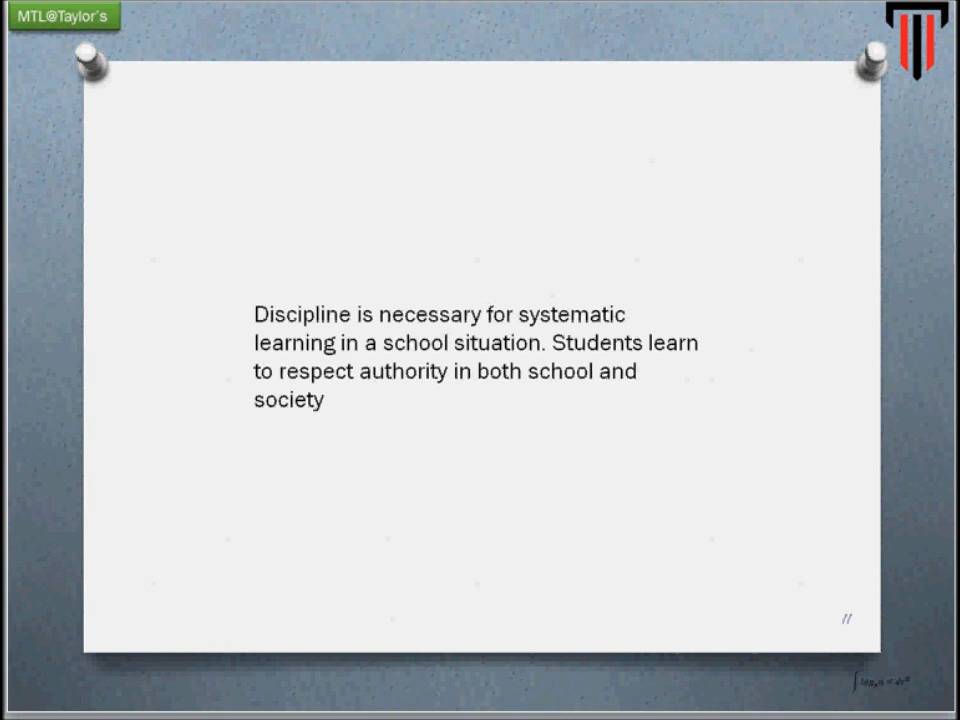 MTL@Taylor's
Discipline is necessary for systematic
learning in a school situation. Students learn
to respect authority in both school and
society
11